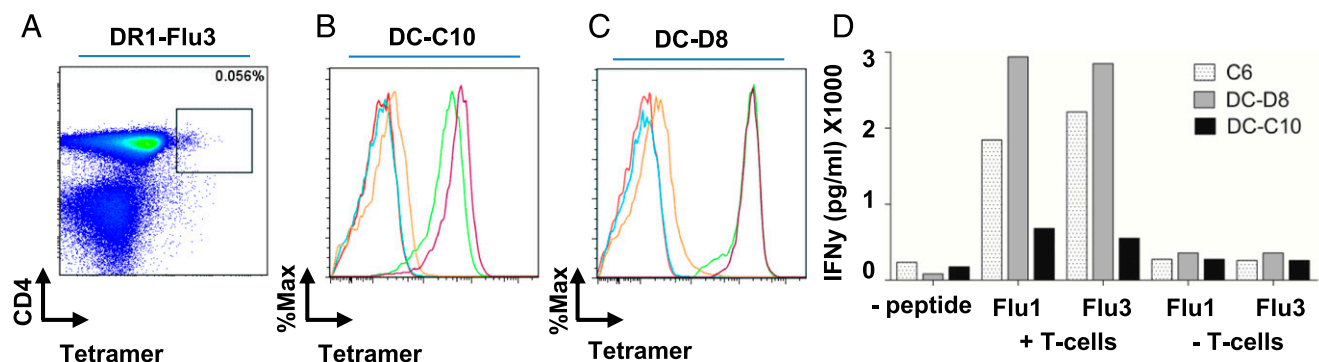 A
DR1-Flu3
0.056%
CD4
Tetramer
B
DC-C10
%Max
Tetramer
C
DC-D8
%Max
Tetramer
D
IFNy (pg/ml) X1000
3
2
1
0
C6
DC-D8
DC-C10
- peptide
Flu1
Flu3
Flu1
Flu3
+ T-cells
- T-cells